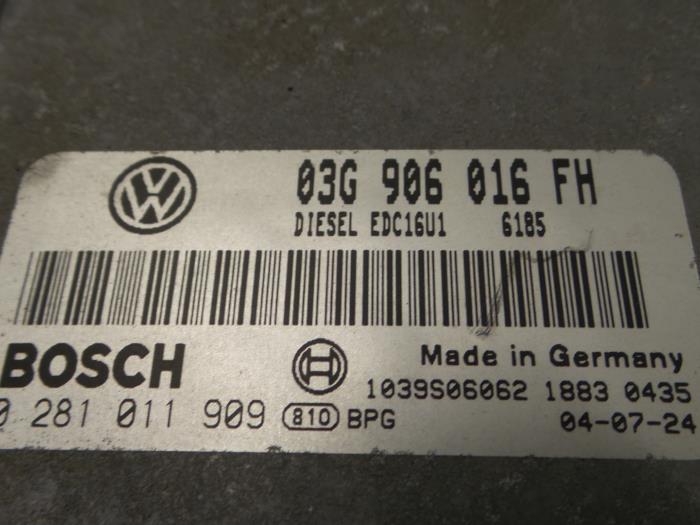 03G 906 016 FH
DIESEL EDC16U1 6185
BOSCH
Made in Germany
1039S06062 1883 0435
0 281 011 909 810 BPG
04-07-24